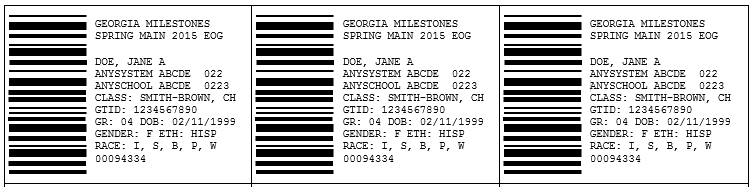 GEORGIA MILESTONES
SPRING MAIN 2015 EOG
DOE, JANE A
ANYSYSTEM ABCDE 022
ANYSCHOOL ABCDE 0223
CLASS: SMITH-BROWN, CH
GTID: 1234567890
GR: 04 DOB: 02/11/1999
GENDER: F ETH: HISP
RACE: I, S, B, P, W
00094334
GEORGIA MILESTONES
SPRING MAIN 2015 EOG
DOE, JANE A
ANYSYSTEM ABCDE 022
ANYSCHOOL ABCDE 0223
CLASS: SMITH-BROWN, CH
GTID: 1234567890
GR: 04 DOB: 02/11/1999
GENDER: F ETH: HISP
RACE: I, S, B, P, W
00094334
GEORGIA MILESTONES
SPRING MAIN 2015 EOG
DOE, JANE A
ANYSYSTEM ABCDE 022
ANYSCHOOL ABCDE 0223
CLASS: SMITH-BROWN, CH
GTID: 1234567890
GR: 04 DOB: 02/11/1999
GENDER: F ETH: HISP
RACE: I, S, B, P, W
00094334